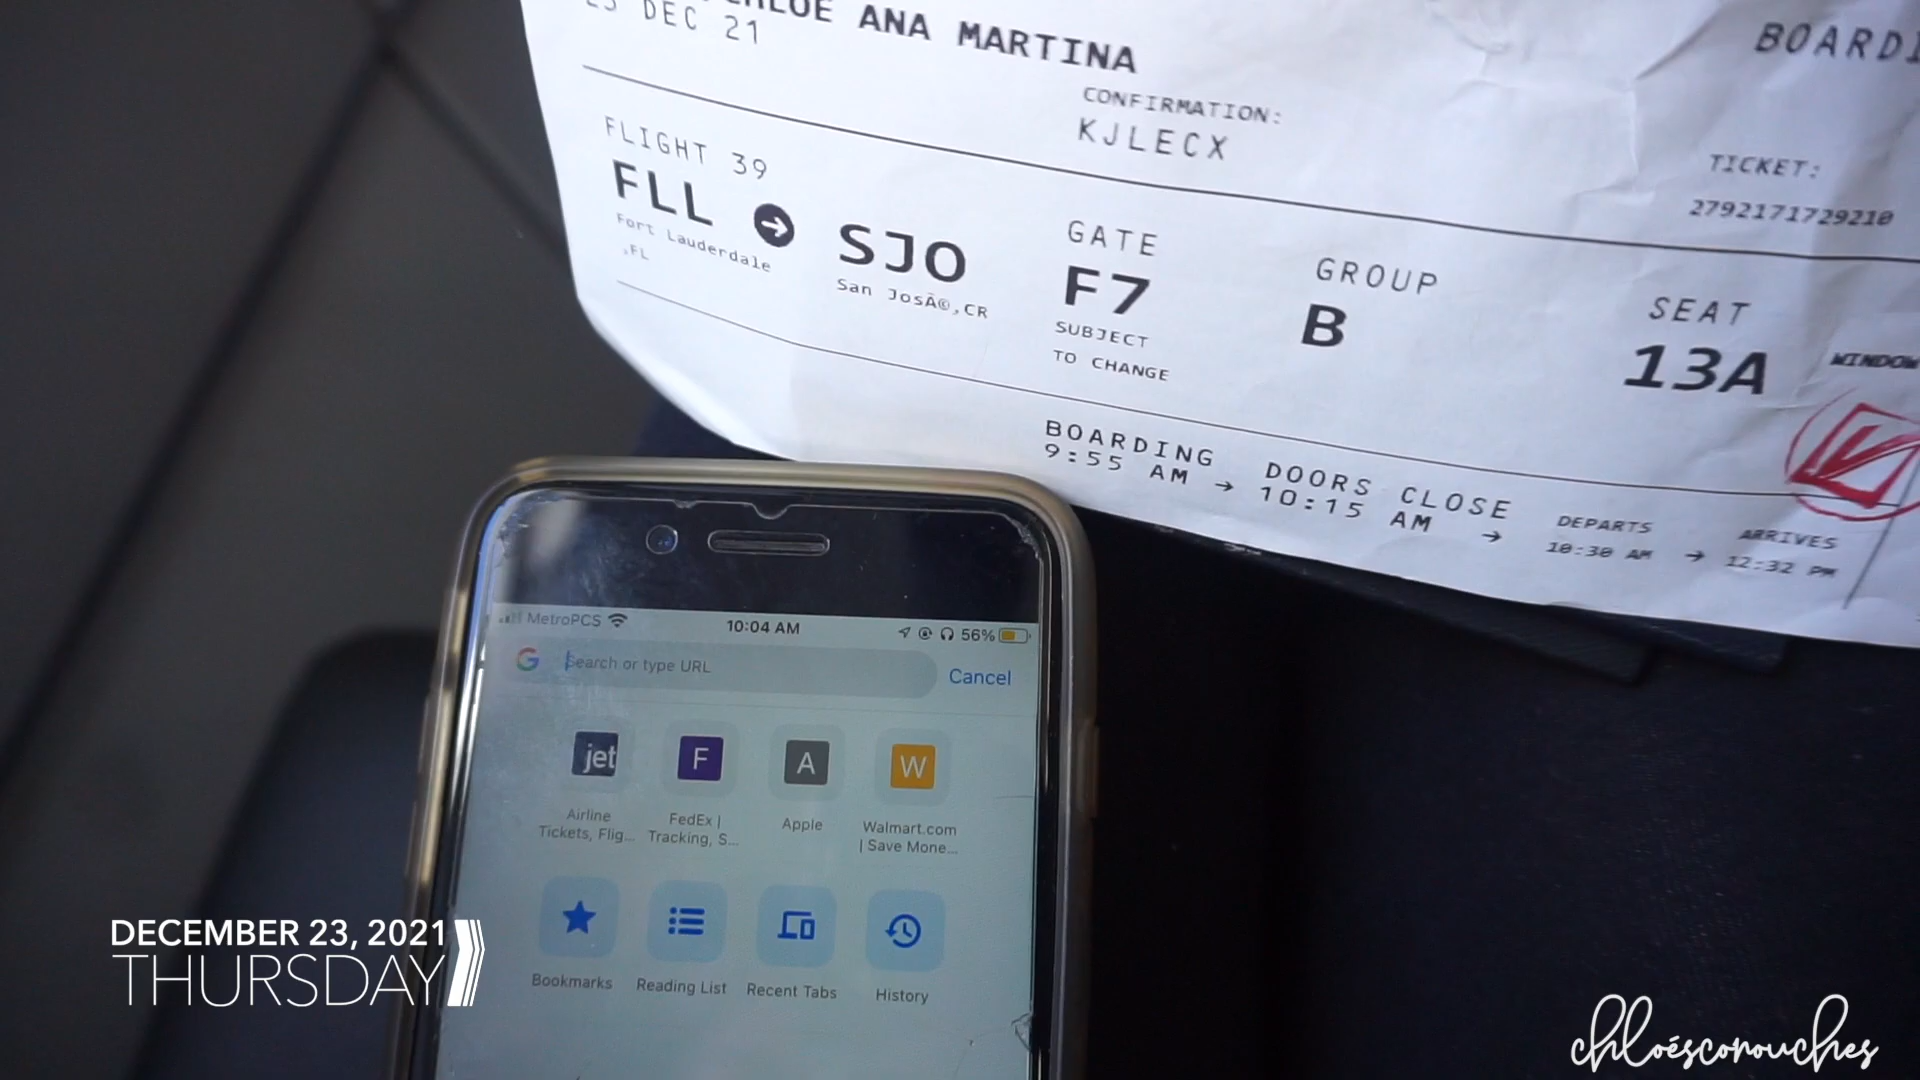 ANA MARTINA
DEC 21
BOARDI
CONFIRMATION:
KJLECX
TICKET:
2792171729210
FLIGHT 39
FLL → SJO
Fort Lauderdale
,FL
San JosÃ©,CR
GATE
F7
SUBJECT
TO CHANGE
GROUP
B
SEAT
13A
WINDOW
BOARDING
9:55 AM →
DOORS CLOSE
10:15 AM →
DEPARTS
10:30 AM →
ARRIVES
12:32 PM
MetroPCS 10:04 AM 56%
G Search or type URL Cancel
jet F A W
Airline
Tickets, Flig...
FedEx |
Tracking, S...
Apple
Walmart.com
| Save Mone...
Bookmarks Reading List Recent Tabs History
DECEMBER 23, 2021
THURSDAY
chloésconouches